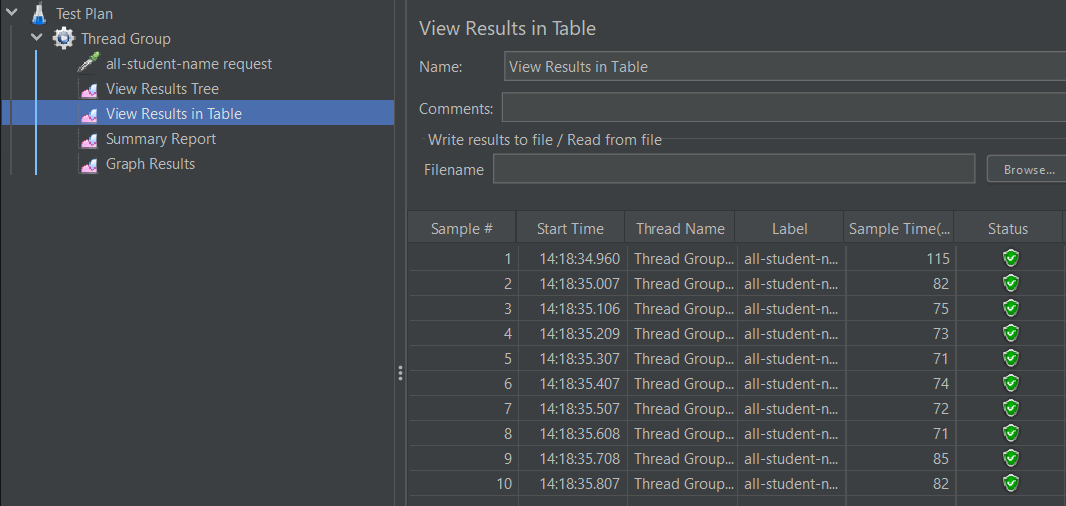 Test Plan
Thread Group
all-student-name request
View Results Tree
View Results in Table
Summary Report
Graph Results
View Results in Table
Name: View Results in Table
Comments:
Write results to file / Read from file
Filename Browse...
Sample # Start Time Thread Name Label Sample Time(... Status
1 14:18:34.960 Thread Group... all-student-n... 115
2 14:18:35.007 Thread Group... all-student-n... 82
3 14:18:35.106 Thread Group... all-student-n... 75
4 14:18:35.209 Thread Group... all-student-n... 73
5 14:18:35.307 Thread Group... all-student-n... 71
6 14:18:35.407 Thread Group... all-student-n... 74
7 14:18:35.507 Thread Group... all-student-n... 72
8 14:18:35.608 Thread Group... all-student-n... 71
9 14:18:35.708 Thread Group... all-student-n... 85
10 14:18:35.807 Thread Group... all-student-n... 82